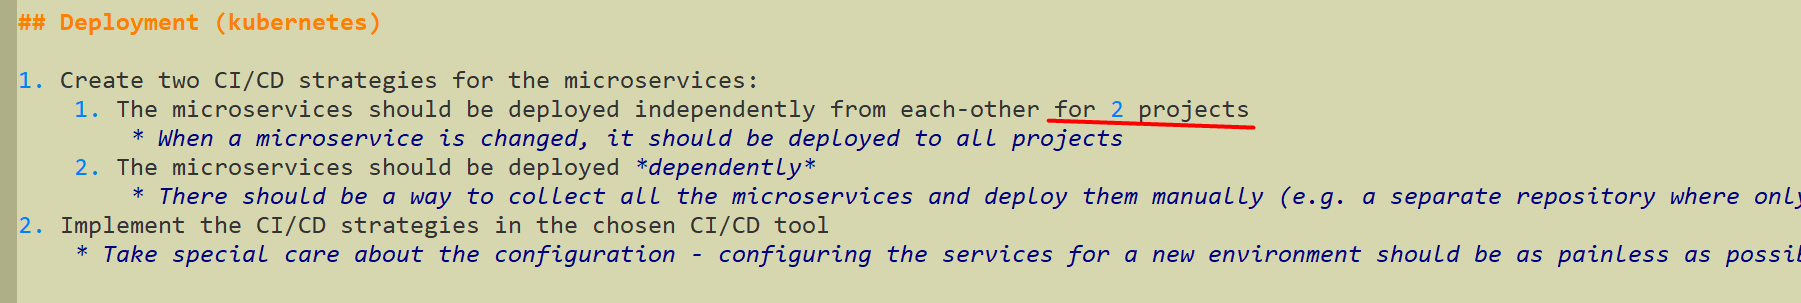 ## Deployment (kubernetes)
1. Create two CI/CD strategies for the microservices:
1. The microservices should be deployed independently from each-other for 2 projects
* When a microservice is changed, it should be deployed to all projects
2. The microservices should be deployed *dependently*
* There should be a way to collect all the microservices and deploy them manually (e.g. a separate repository where only
2. Implement the CI/CD strategies in the chosen CI/CD tool
* Take special care about the configuration - configuring the services for a new environment should be as painless as